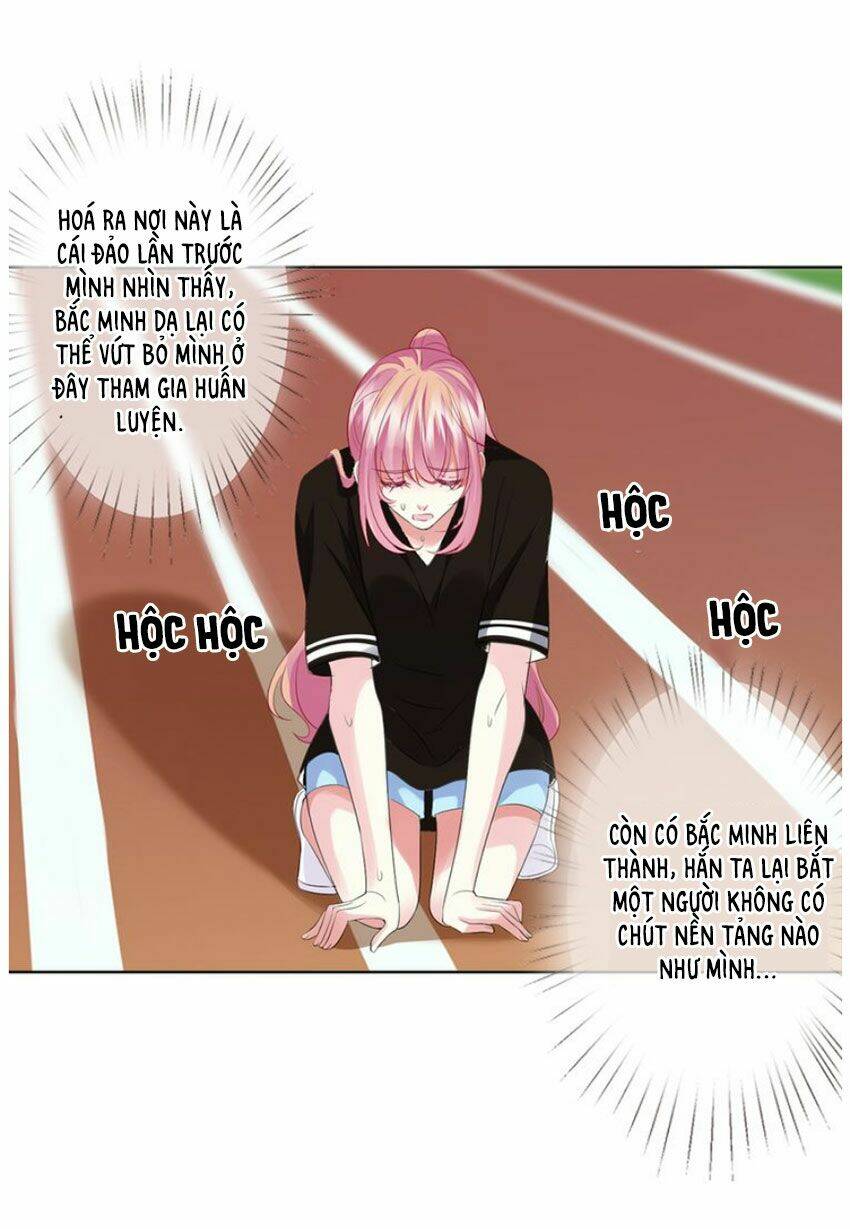 HOÁ RA NƠI NÀY LÀ
CÁI ĐẢO LẦN TRƯỚC
MÌNH NHÌN THẤY,
BẮC MINH DẠ LẠI CÓ
THỂ VỨT BỎ MÌNH Ở
ĐÂY THAM GIA HUẤN
LUYỆN.
HỘC
HỘC HỘC
HỘC
CÒN CÓ BẮC MINH LIÊN
THÀNH, HẮN TA LẠI BẮT
MỘT NGƯỜI KHÔNG CÓ
CHÚT NỀN TẢNG NÀO
NHƯ MÌNH...